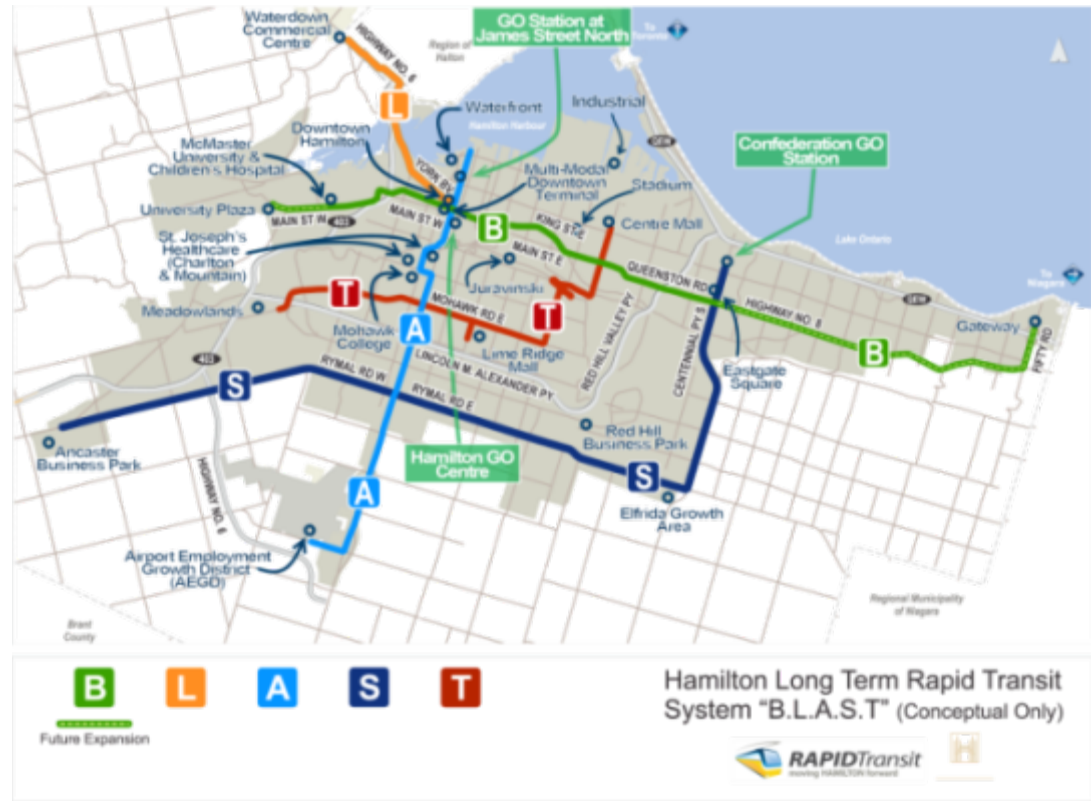 Waterdown
Commercial
Centre
HIGHWAY NO. 6
Region of
Halton
GO Station at
James Street North
To
Toronto
L
Waterfront
Industrial
Hamilton Harbour
Downtown
Hamilton
McMaster
University &
Children's Hospital
QEW
Confederation GO
Station
YORK BV
Multi-Modal
Downtown
Terminal
Stadium
University Plaza
MAIN ST W
403
MAIN ST W
B
KING ST E
Centre Mall
St. Joseph's
Healthcare
(Charlton
& Mountain)
MAIN ST E
Lake Ontario
Juravinski
QUEENSTON RD
To
Niagara
QEW
HIGHWAY NO. 8
Meadowlands
T
MOHAWK RD E
T
Gateway
Mohawk
College
A
Lime Ridge
Mall
RED HILL VALLEY PY
CENTENNIAL PY S
B
FIFTY RD
403
LINCOLN M. ALEXANDER PY
Eastgate
Square
S
RYMAL RD W
RYMAL RD E
Ancaster
Business Park
Red Hill
Business Park
Hamilton GO
Centre
HIGHWAY NO. 6
A
S
Elfrida Growth
Area
Airport Employment
Growth District
(AEGD)
Brant
County
Regional Municipality
of Niagara
B
L
A
S
T
Future Expansion
Hamilton Long Term Rapid Transit
System "B.L.A.S.T" (Conceptual Only)
RAPIDTransit
moving HAMILTON forward